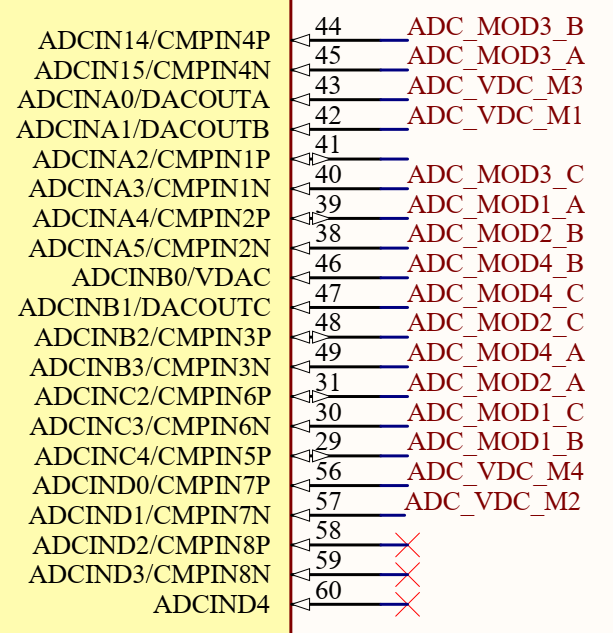 ADCIN14/CMPIN4P 44 ADC_MOD3_B
ADCIN15/CMPIN4N 45 ADC_MOD3_A
ADCINA0/DACOUTA 43 ADC_VDC_M3
ADCINA1/DACOUTB 42 ADC_VDC_M1
ADCINA2/CMPIN1P 41
ADCINA3/CMPIN1N 40 ADC_MOD3_C
ADCINA4/CMPIN2P 39 ADC_MOD1_A
ADCINA5/CMPIN2N 38 ADC_MOD2_B
ADCINB0/VDAC 46 ADC_MOD4_B
ADCINB1/DACOUTC 47 ADC_MOD4_C
ADCINB2/CMPIN3P 48 ADC_MOD2_C
ADCINB3/CMPIN3N 49 ADC_MOD4_A
ADCINC2/CMPIN6P 31 ADC_MOD2_A
ADCINC3/CMPIN6N 30 ADC_MOD1_C
ADCINC4/CMPIN5P 29 ADC_MOD1_B
ADCIND0/CMPIN7P 56 ADC_VDC_M4
ADCIND1/CMPIN7N 57 ADC_VDC_M2
ADCIND2/CMPIN8P 58
ADCIND3/CMPIN8N 59
ADCIND4 60